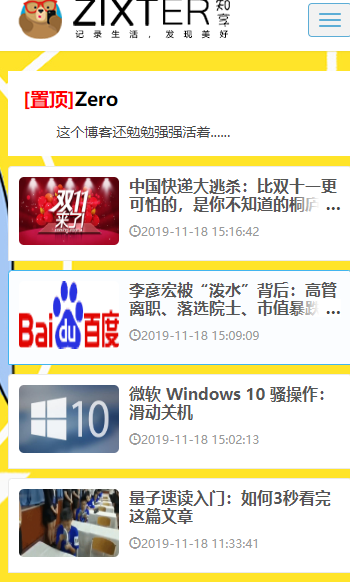 ZIXTER 知享
记录生活，发现美好
[置顶]Zero
这个博客还勉勉强强活着......
双11
来了
中国快递大逃杀：比双十一更
可怕的，是你不知道的桐庐 ...
2019-11-18 15:16:42
Bai du 百度
李彦宏被“泼水”背后：高管
离职、落选院士、市值暴跌 ...
2019-11-18 15:09:09
10
微软 Windows 10 骚操作：
滑动关机
2019-11-18 15:02:13
量子速读入门：如何3秒看完
这篇文章
2019-11-18 11:33:41